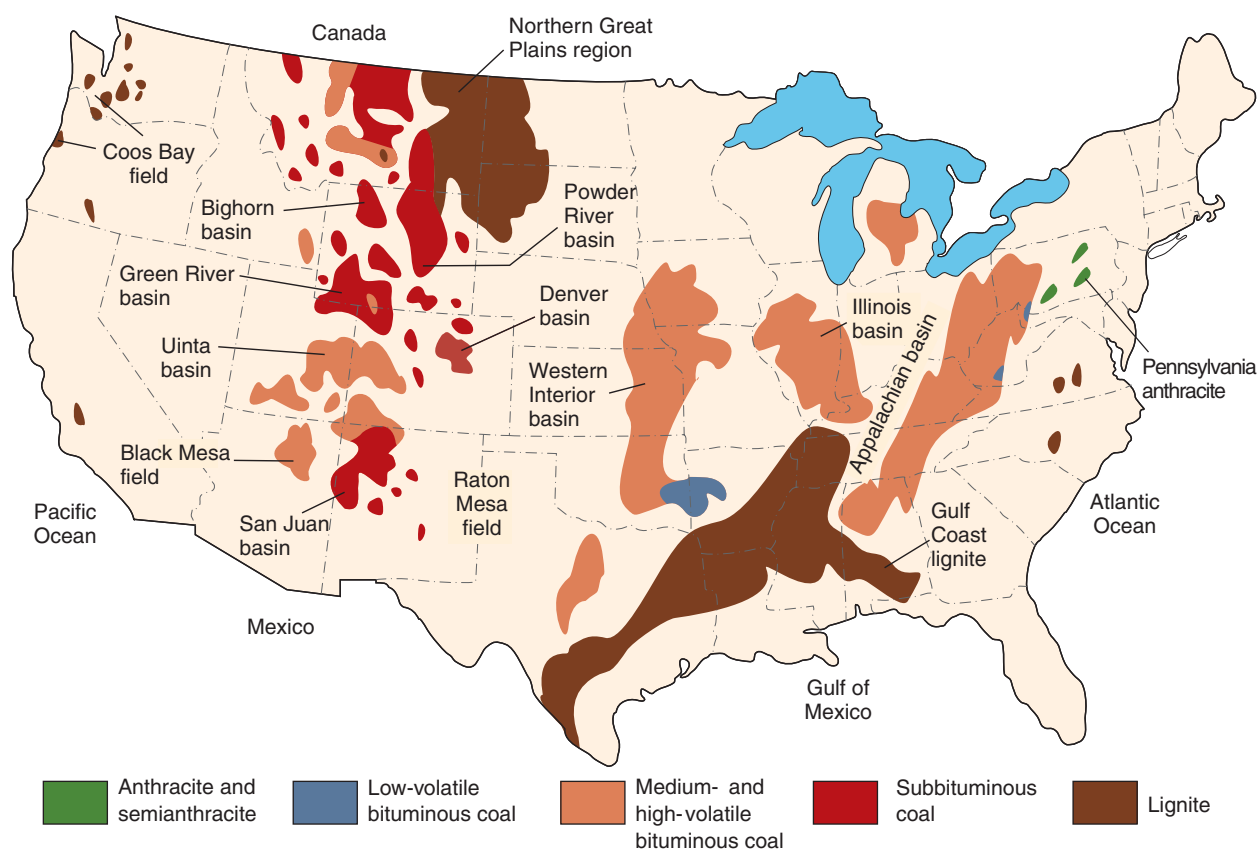 Canada
Northern Great
Plains region
Coos Bay
field
Bighorn
basin
Powder
River
basin
Green River
basin
Denver
basin
Illinois
basin
Uinta
basin
Western
Interior
basin
Appalachian basin
Pennsylvania
anthracite
Black Mesa
field
Raton
Mesa
field
San Juan
basin
Pacific
Ocean
Atlantic
Ocean
Gulf
Coast
lignite
Mexico
Gulf of
Mexico
Anthracite and
semianthracite
Low-volatile
bituminous coal
Medium- and
high-volatile
bituminous coal
Subbituminous
coal
Lignite